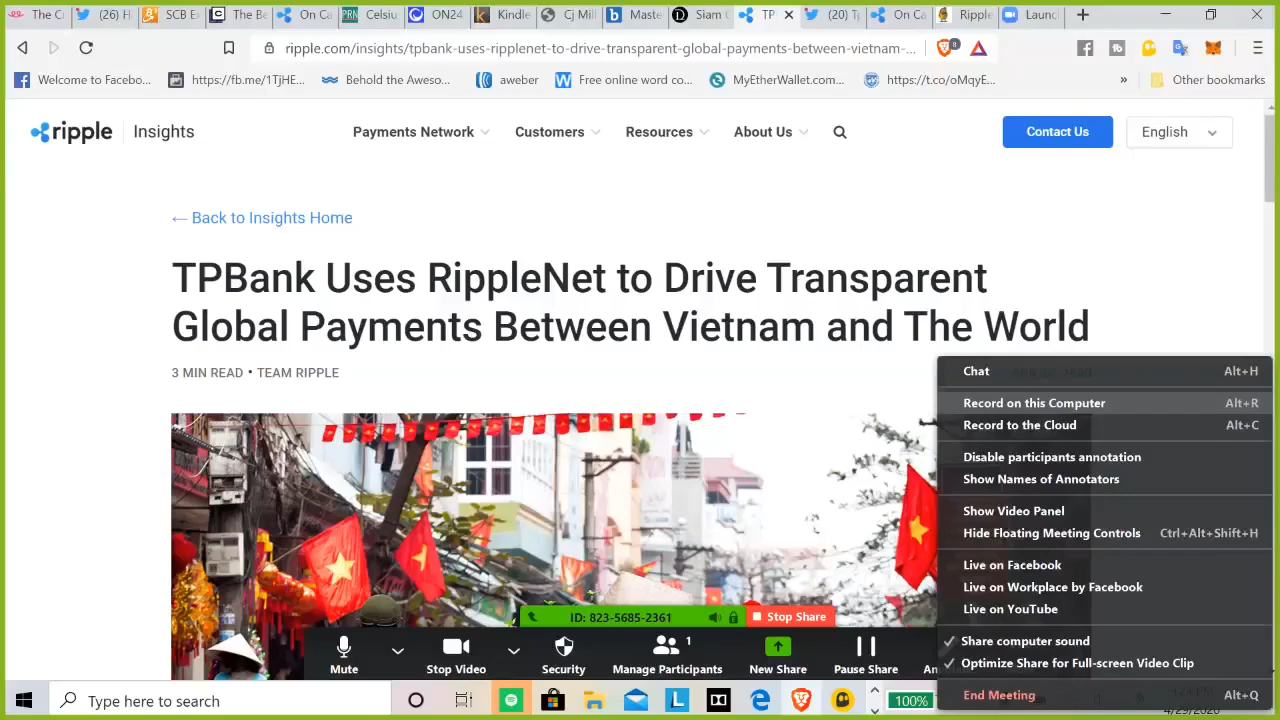 The C
(26) H
SCB E
The Be
On Ca
PRN
Celsiu
ON24
Kindle
Cj Mill
Maste
Siam C
TP
(20) T
On Ca
Ripple
Launc
ripple.com/insights/tpbank-uses-ripplenet-to-drive-transparent-global-payments-between-vietnam-...
8
Welcome to Facebo...
https://fb.me/1TjHE...
Behold the Aweso...
aweber
Free online word co...
MyEtherWallet.com...
https://t.co/oMqyE...
»
Other bookmarks
ripple
Insights
Payments Network
Customers
Resources
About Us
Contact Us
English
← Back to Insights Home
TPBank Uses RippleNet to Drive Transparent
Global Payments Between Vietnam and The World
3 MIN READ • TEAM RIPPLE
Chat Alt+H
Record on this Computer Alt+R
Record to the Cloud Alt+C
Disable participants annotation
Show Names of Annotators
Show Video Panel
Hide Floating Meeting Controls Ctrl+Alt+Shift+H
Live on Facebook
Live on Workplace by Facebook
Live on YouTube
Share computer sound
Optimize Share for Full-screen Video Clip
End Meeting Alt+Q
ID: 823-5685-2361
Stop Share
1
Mute
Stop Video
Security
Manage Participants
New Share
Pause Share
An
Type here to search
100%
4/29/2020